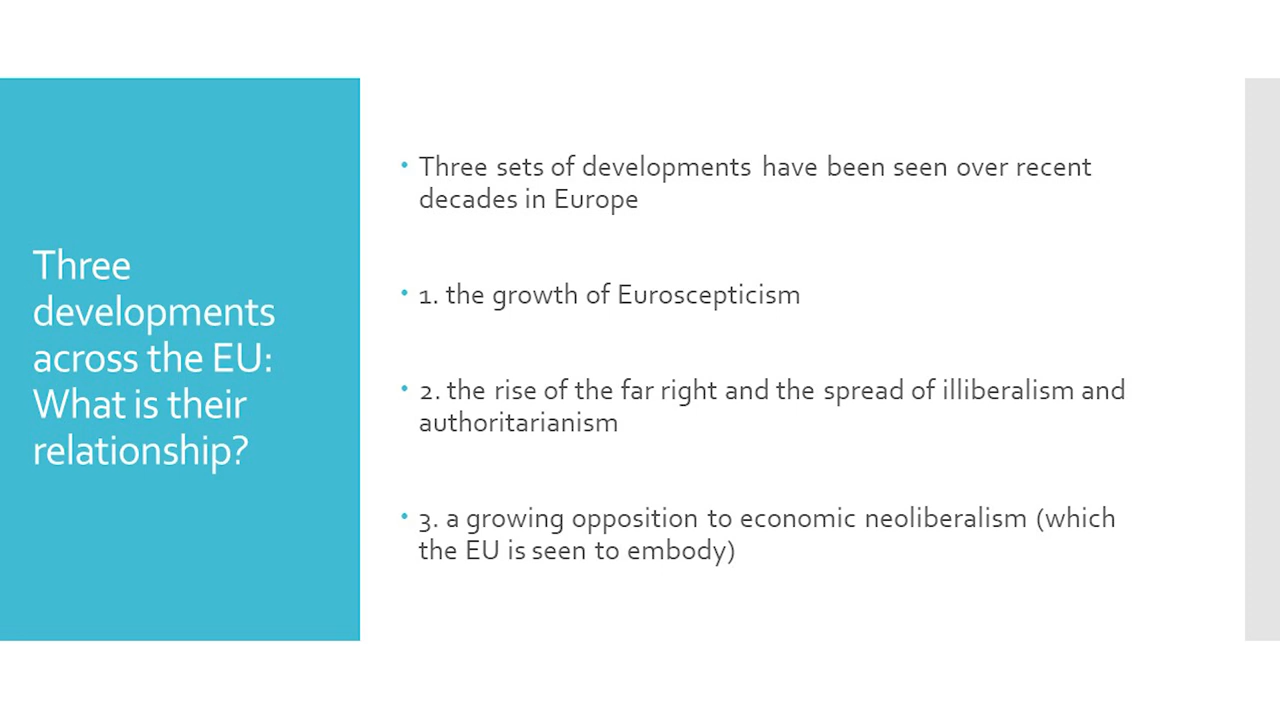 Three
developments
across the EU:
What is their
relationship?
• Three sets of developments have been seen over recent
decades in Europe
• 1. the growth of Euroscepticism
• 2. the rise of the far right and the spread of illiberalism and
authoritarianism
• 3. a growing opposition to economic neoliberalism (which
the EU is seen to embody)